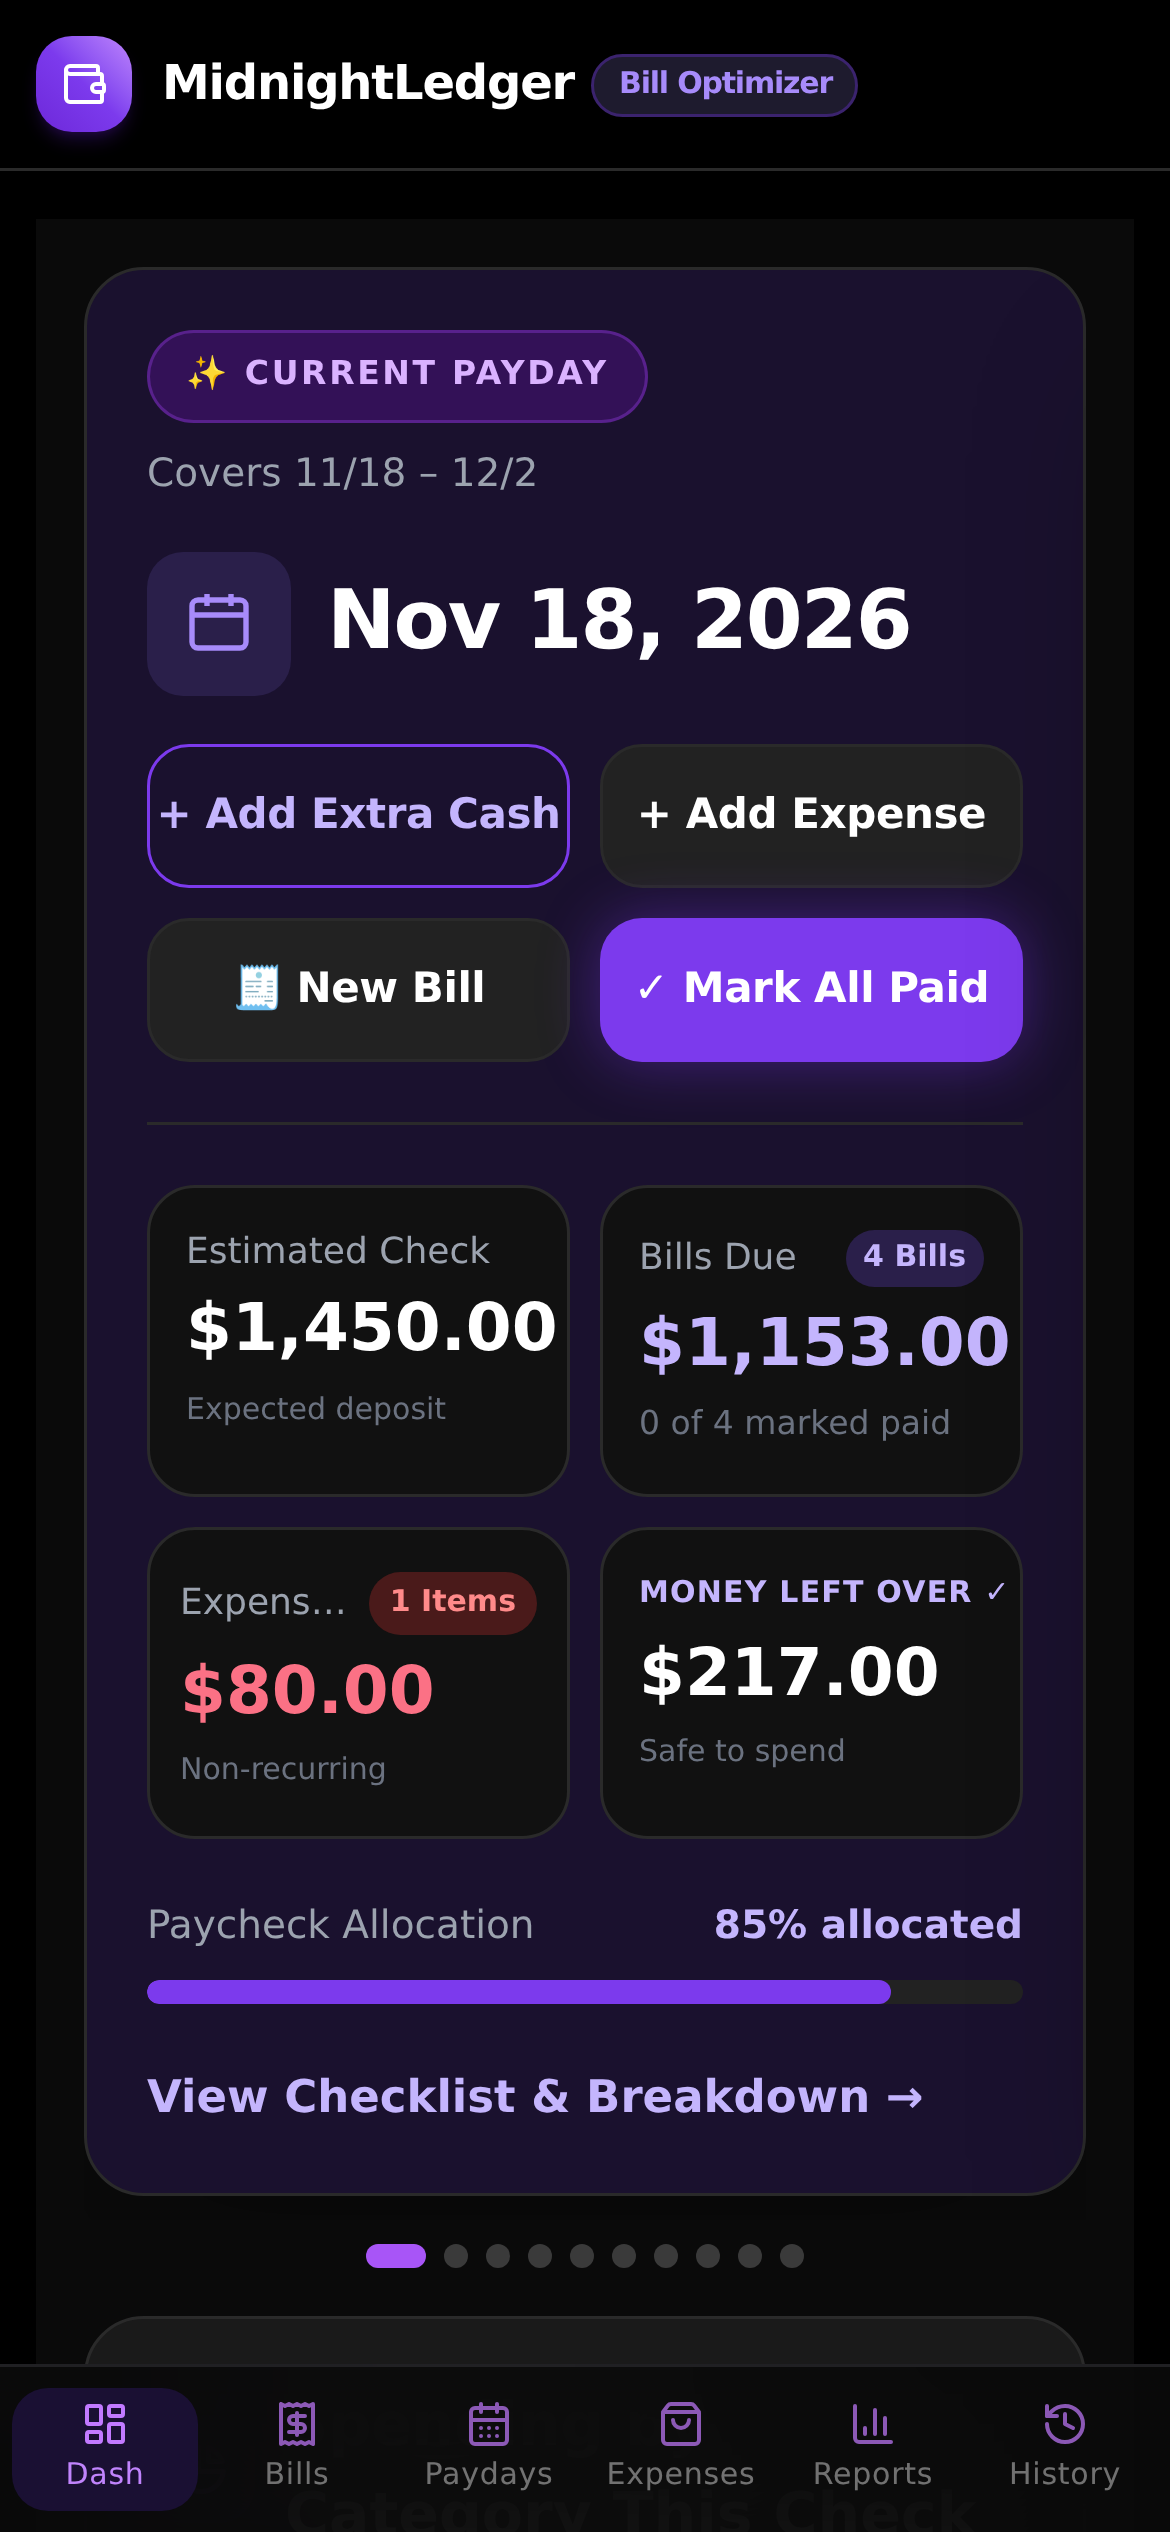 MidnightLedger Bill Optimizer
✨ CURRENT PAYDAY
Covers 11/18 – 12/2
Nov 18, 2026
+ Add Extra Cash
+ Add Expense
🧾 New Bill
✓ Mark All Paid
Estimated Check
$1,450.00
Expected deposit
Bills Due 4 Bills
$1,153.00
0 of 4 marked paid
Expens... 1 Items
$80.00
Non-recurring
MONEY LEFT OVER ✓
$217.00
Safe to spend
Paycheck Allocation 85% allocated
View Checklist & Breakdown →
Dash Bills Paydays Expenses Reports History
Category This Check